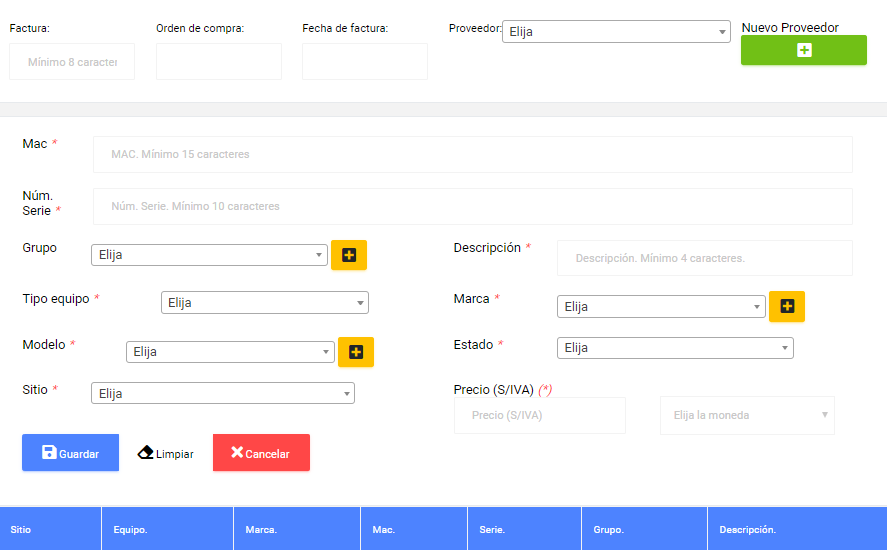 Factura:
Orden de compra:
Fecha de factura:
Proveedor:
Elija
Nuevo Proveedor
Mínimo 8 caracter
Mac *
MAC. Mínimo 15 caracteres
Núm.
Serie *
Núm. Serie. Mínimo 10 caracteres
Grupo
Elija
Descripción *
Descripción. Mínimo 4 caracteres.
Tipo equipo *
Elija
Marca *
Elija
Modelo *
Elija
Estado *
Elija
Sitio *
Elija
Precio (S/IVA) (*)
Precio (S/IVA)
Elija la moneda
Guardar
Limpiar
Cancelar
Sitio
Equipo.
Marca.
Mac.
Serie.
Grupo.
Descripción.